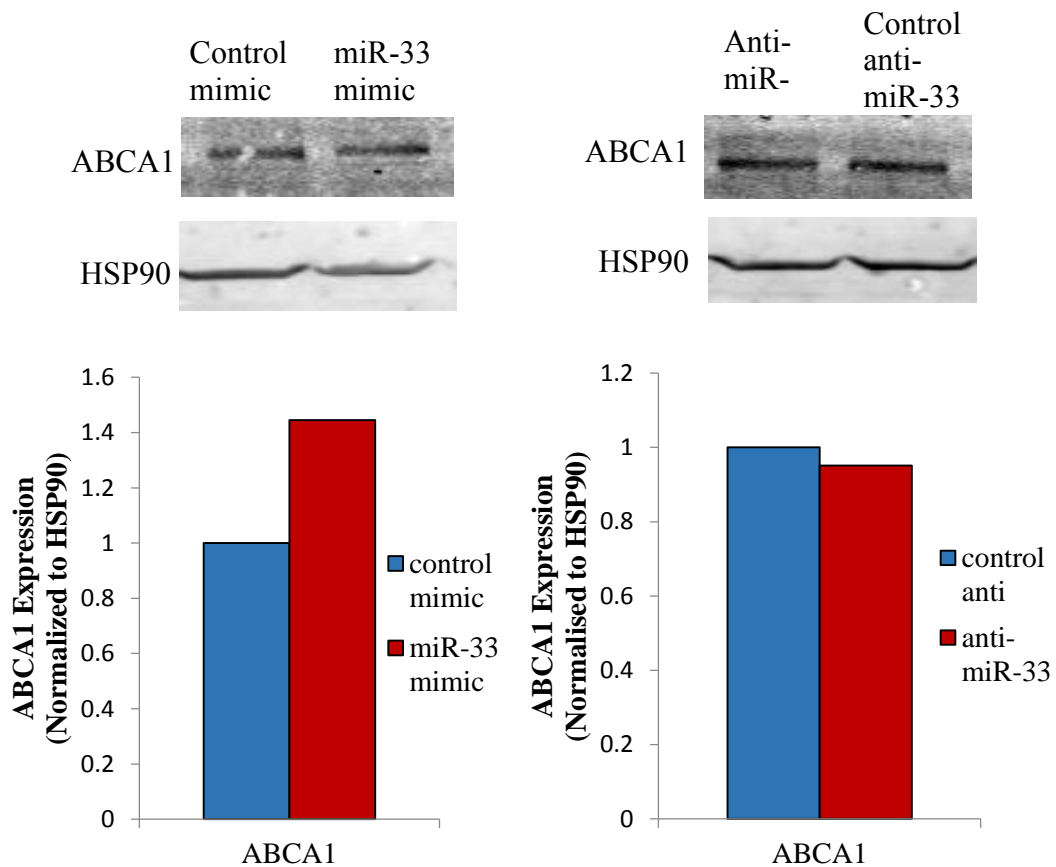 Control
mimic
miR-33
mimic
ABCA1
HSP90
Anti-
miR-
Control
anti-
miR-33
ABCA1
HSP90
ABCA1 Expression
(Normalized to HSP90)
1.6
1.4
1.2
1
0.8
0.6
0.4
0.2
0
ABCA1
control
mimic
miR-33
mimic
ABCA1 Expression
(Normalised to HSP90)
1.2
1
0.8
0.6
0.4
0.2
0
ABCA1
control
anti
anti-
miR-33